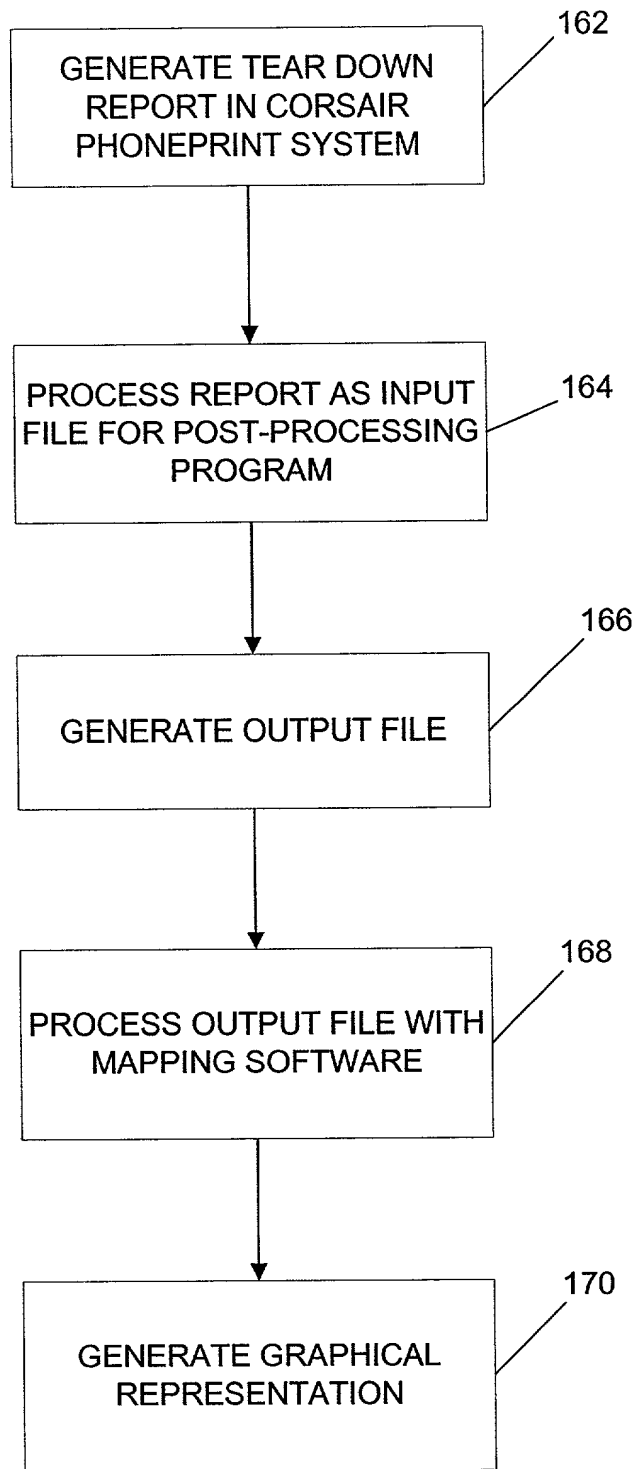 162
GENERATE TEAR DOWN
REPORT IN CORSAIR
PHONEPRINT SYSTEM
164
PROCESS REPORT AS INPUT
FILE FOR POST-PROCESSING
PROGRAM
166
GENERATE OUTPUT FILE
168
PROCESS OUTPUT FILE WITH
MAPPING SOFTWARE
170
GENERATE GRAPHICAL
REPRESENTATION